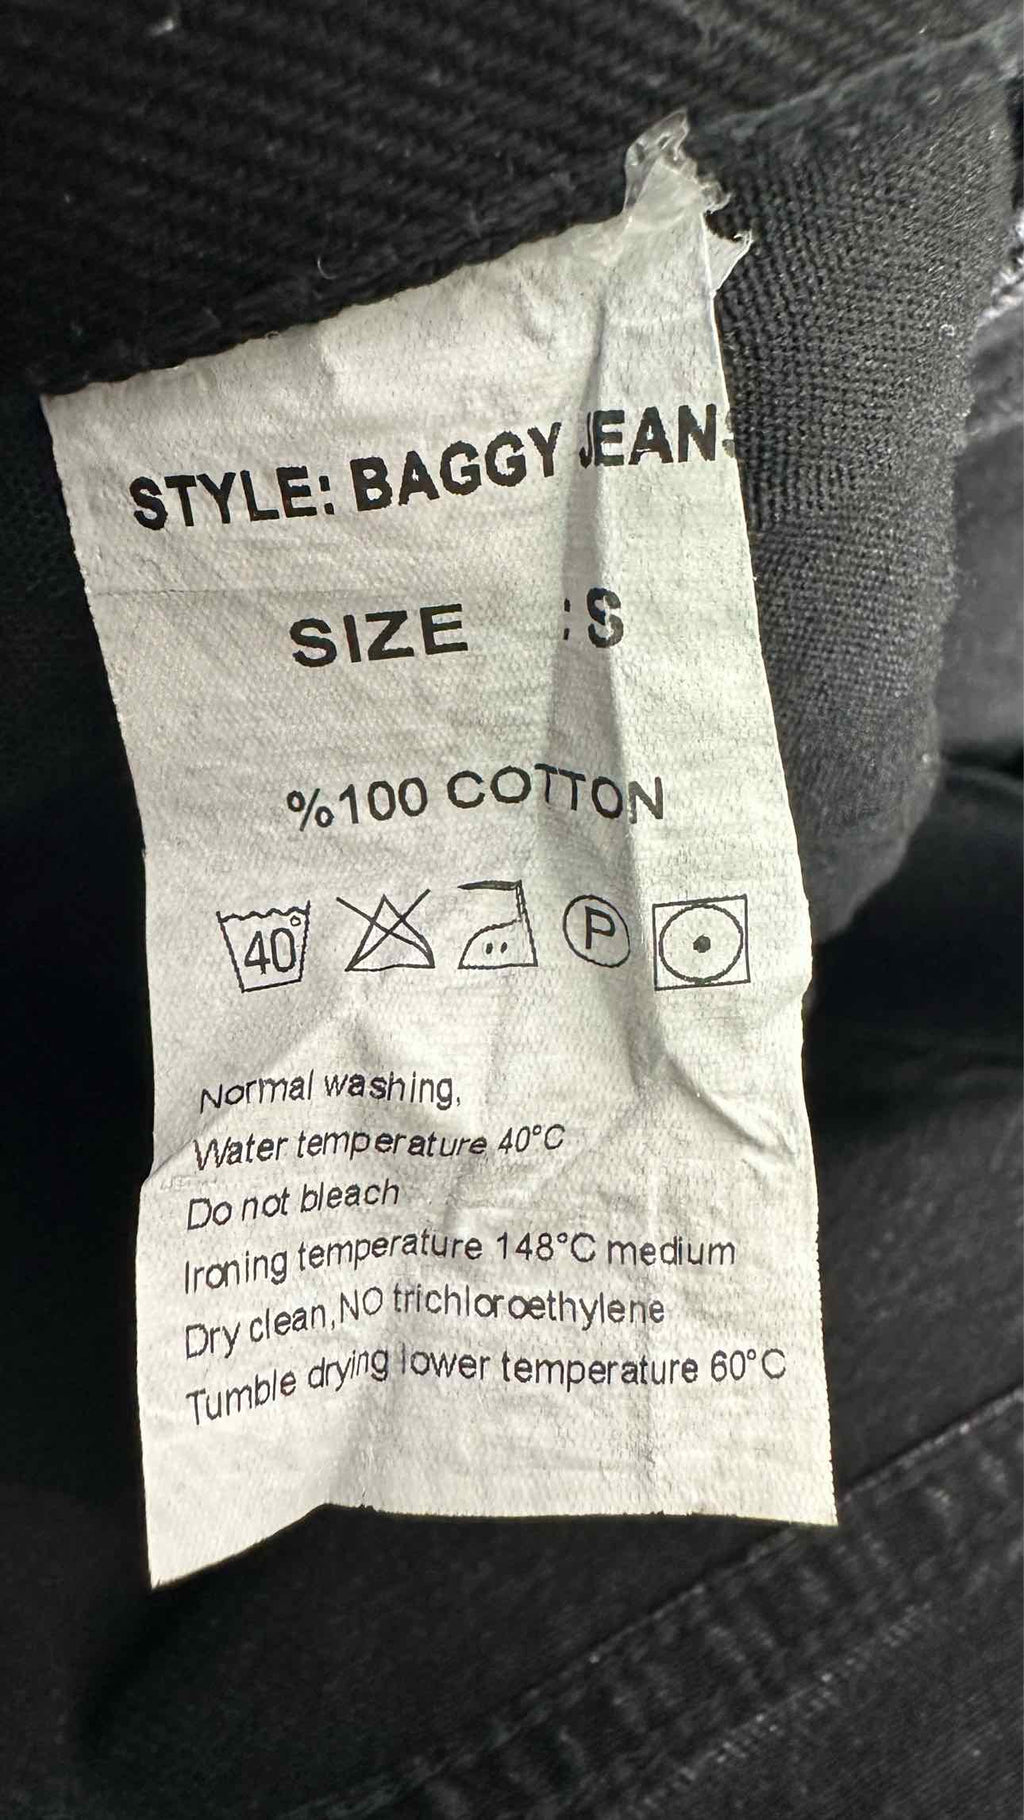 STYLE: BAGGY JEANS
SIZE : S
%100 COTTON
40° P
Normal washing,
Water temperature 40°C
Do not bleach
Ironing temperature 148°C medium
Dry clean,NO trichloroethylene
Tumble drying lower temperature 60°C